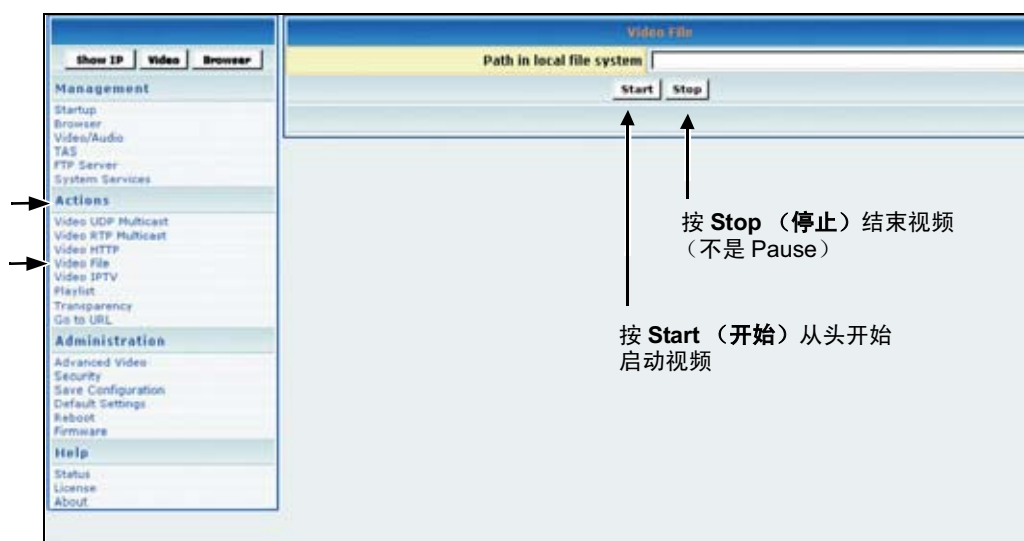 Show IP Video Browser
Management
Startup
Browser
Video/Audio
TAS
FTP Server
System Services
Actions
Video UDP Multicast
Video RTP Multicast
Video HTTP
Video File
Video IPTV
Playlist
Transparency
Go to URL
Administration
Advanced Video
Security
Save Configuration
Default Settings
Reboot
Firmware
Help
Status
License
About
Video File
Path in local file system
Start Stop
按 Stop （停止）结束视频
（不是 Pause）
按 Start （开始）从头开始
启动视频